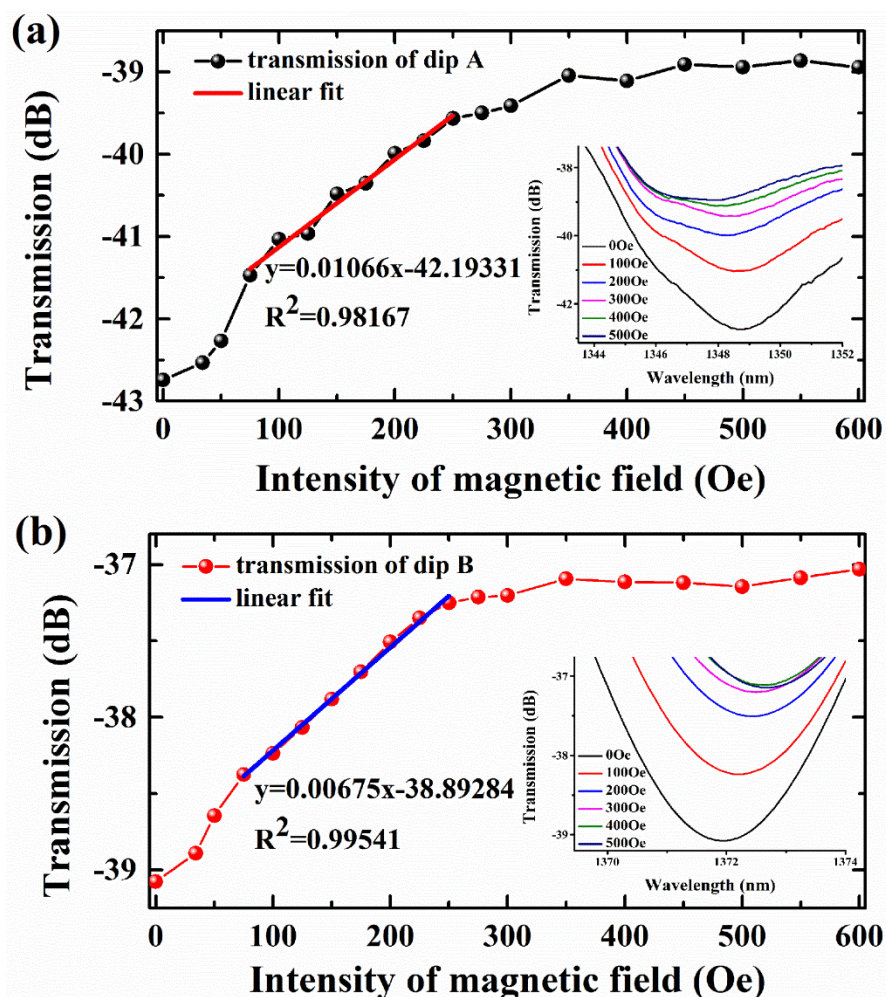 (a)
transmission of dip A
linear fit
-39
-40
-41
-42
-43
Transmission (dB)
y=0.01066x-42.19331
R²=0.98167
0 100 200 300 400 500 600
Intensity of magnetic field (Oe)
-38
-40
-42
Transmission (dB)
0Oe
100Oe
200Oe
300Oe
400Oe
500Oe
1344 1346 1348 1350 1352
Wavelength (nm)
(b)
transmission of dip B
linear fit
-37
-38
-39
Transmission (dB)
y=0.00675x-38.89284
R²=0.99541
0 100 200 300 400 500 600
Intensity of magnetic field (Oe)
-37
-38
-39
Transmission (dB)
0Oe
100Oe
200Oe
300Oe
400Oe
500Oe
1370 1372 1374
Wavelength (nm)